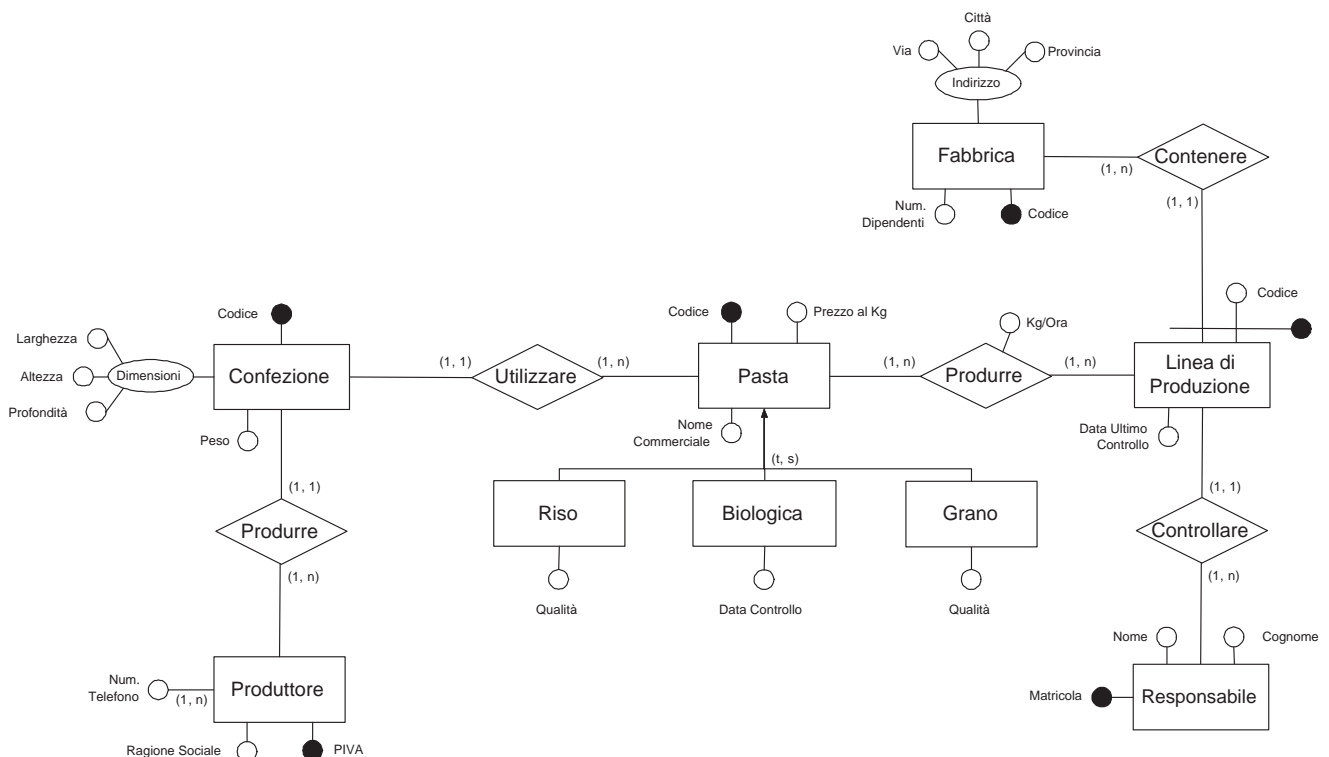 Città
Via
Provincia
Indirizzo
Fabbrica
Contenere
(1, n)
(1, 1)
Num.
Dipendenti
Codice
Codice
Codice
Prezzo al Kg
Codice
Larghezza
Kg/Ora
Altezza
Dimensioni
Confezione
(1, 1)
Utilizzare
(1, n)
Pasta
(1, n)
Produrre
(1, n)
Linea di
Produzione
Profondità
Peso
Nome
Commerciale
Data Ultimo
Controllo
(t, s)
(1, 1)
(1, 1)
Riso
Biologica
Grano
Produrre
Controllare
(1, n)
(1, n)
Qualità
Data Controllo
Qualità
Nome
Cognome
Num.
Telefono
(1, n)
Produttore
Matricola
Responsabile
Ragione Sociale
PIVA